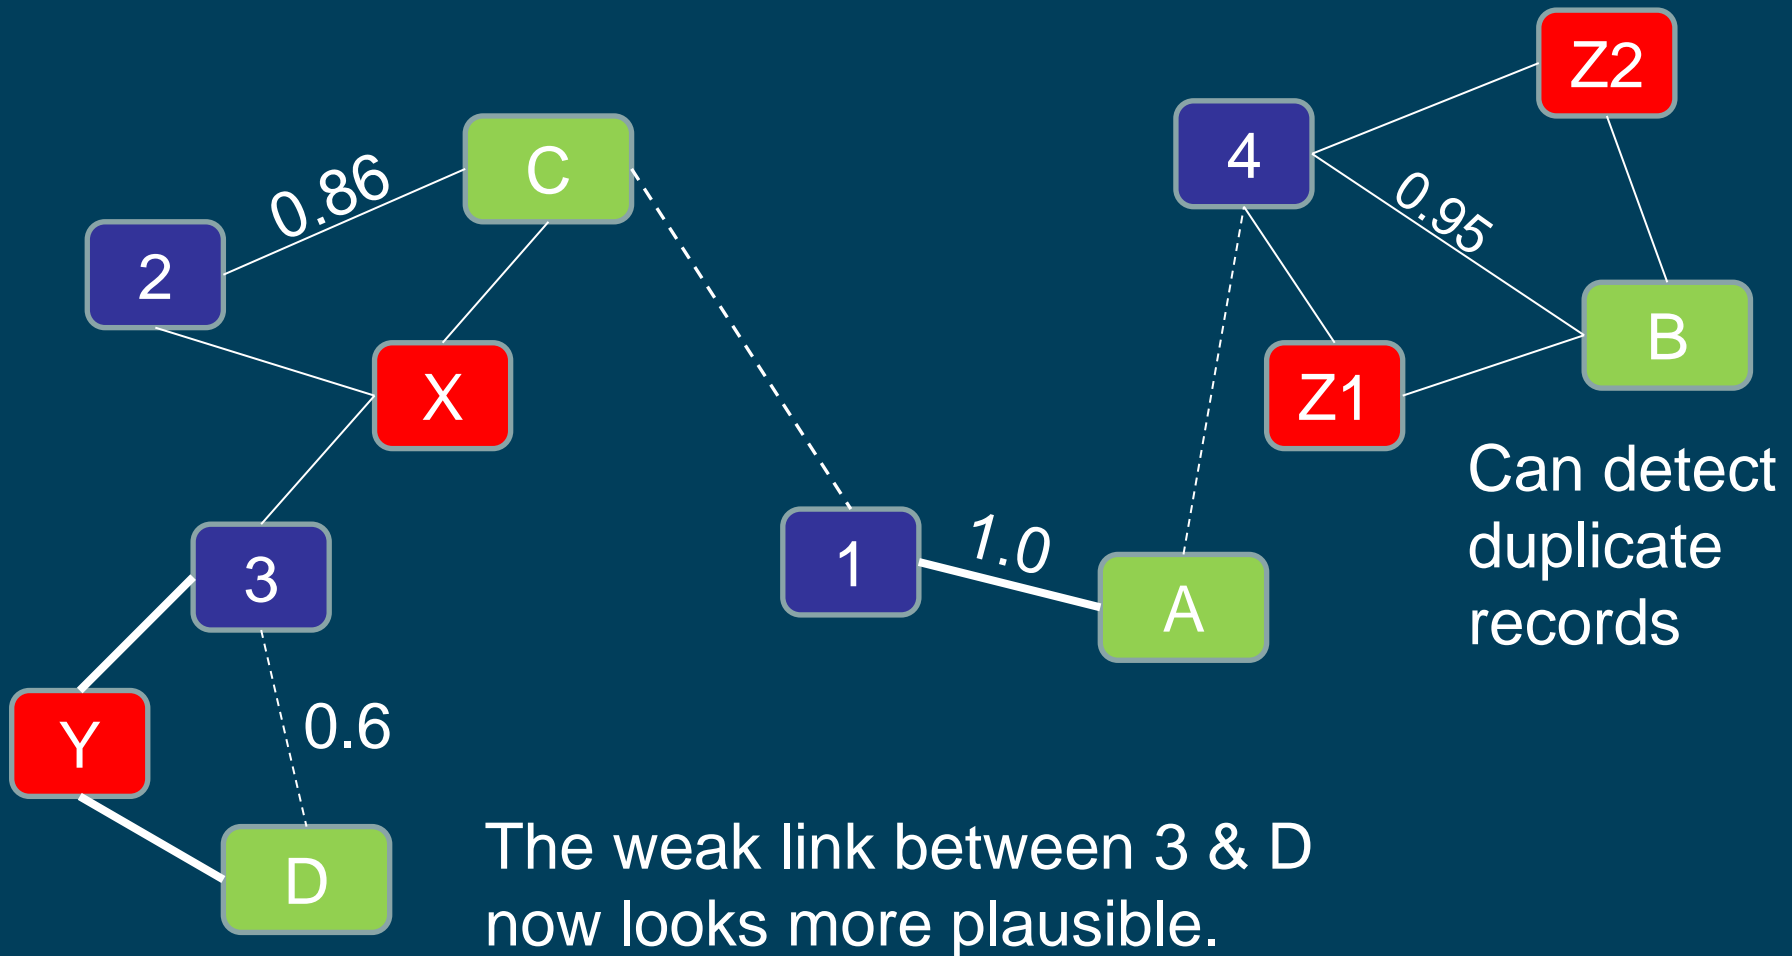 Z2
C
4
0.86
0.95
2
B
X
Z1
Can detect
duplicate
records
1
1.0
3
A
Y
0.6
D
The weak link between 3 & D
now looks more plausible.